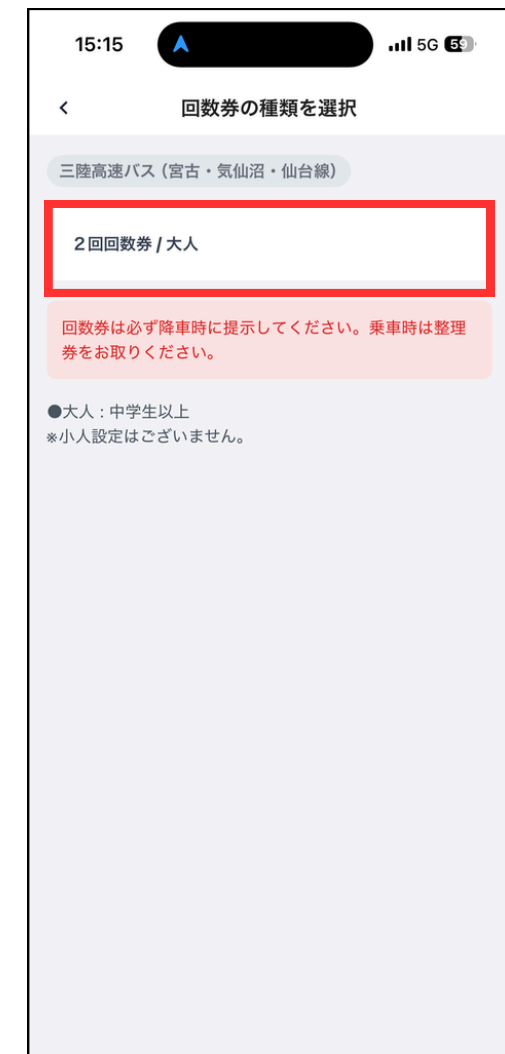 15:15 5G 59
回数券の種類を選択
三陸高速バス（宮古・気仙沼・仙台線）
２回回数券 / 大人
回数券は必ず降車時に提示してください。乗車時は整理
券をお取りください。
●大人：中学生以上
※小人設定はございません。